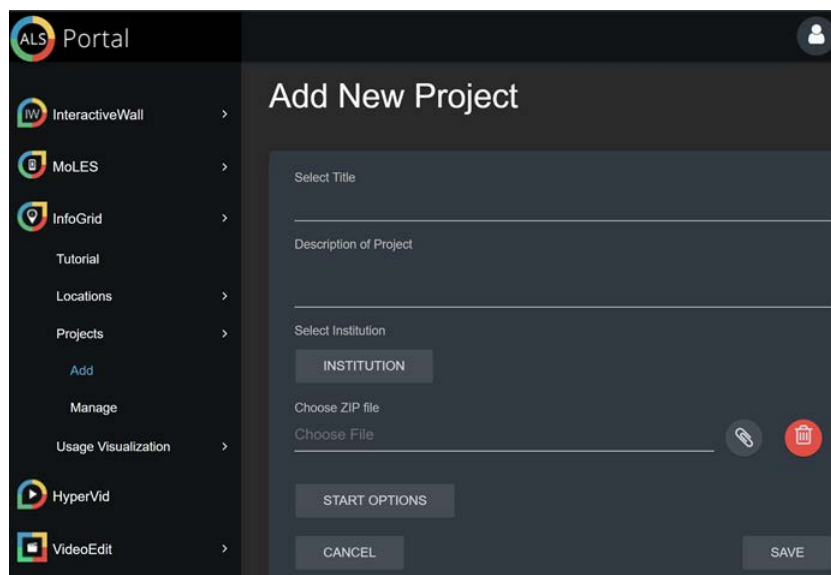 ALS Portal
Add New Project
IW InteractiveWall
MoLES
InfoGrid
Tutorial
Locations
Projects
Add
Manage
Usage Visualization
HyperVid
VideoEdit
Select Title
Description of Project
Select Institution
INSTITUTION
Choose ZIP file
Choose File
START OPTIONS
CANCEL
SAVE